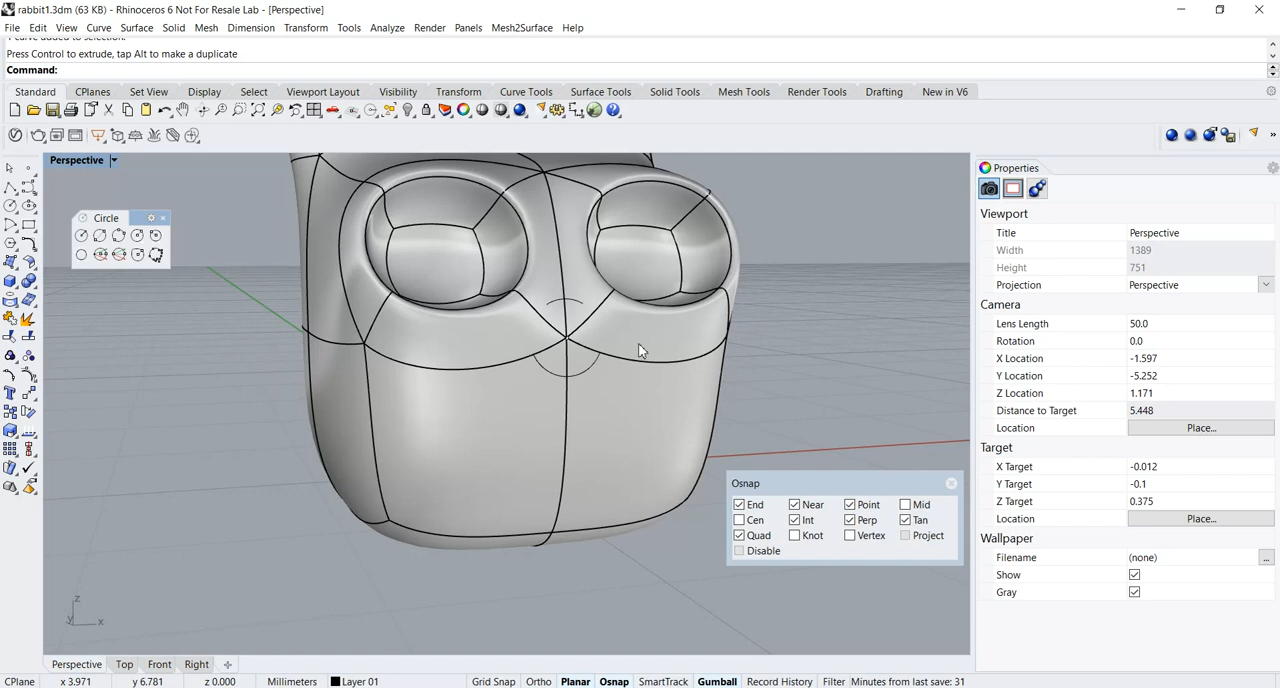 rabbit1.3dm (63 KB) - Rhinoceros 6 Not For Resale Lab - [Perspective]
File Edit View Curve Surface Solid Mesh Dimension Transform Tools Analyze Render Panels Mesh2Surface Help
1 curve added to selection.
Press Control to extrude, tap Alt to make a duplicate
Command:
Standard CPlanes Set View Display Select Viewport Layout Visibility Transform Curve Tools Surface Tools Solid Tools Mesh Tools Render Tools Drafting New in V6
Perspective
Circle
Properties
Viewport
Title Perspective
Width 1389
Height 751
Projection Perspective
Camera
Lens Length 50.0
Rotation 0.0
X Location -1.597
Y Location -5.252
Z Location 1.171
Distance to Target 5.448
Location Place...
Target
X Target -0.012
Y Target -0.1
Z Target 0.375
Location Place...
Wallpaper
Filename (none) ...
Show
Gray
Osnap
End Near Point Mid
Cen Int Perp Tan
Quad Knot Vertex Project
Disable
z
y x
Perspective Top Front Right
CPlane x 3.971 y 6.781 z 0.000 Millimeters Layer 01 Grid Snap Ortho Planar Osnap SmartTrack Gumball Record History Filter Minutes from last save: 31